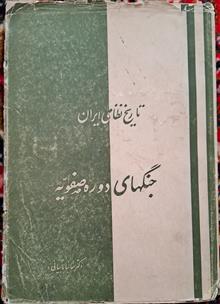 تاریخ نظامی ایران
جنگهای دوره صفویه